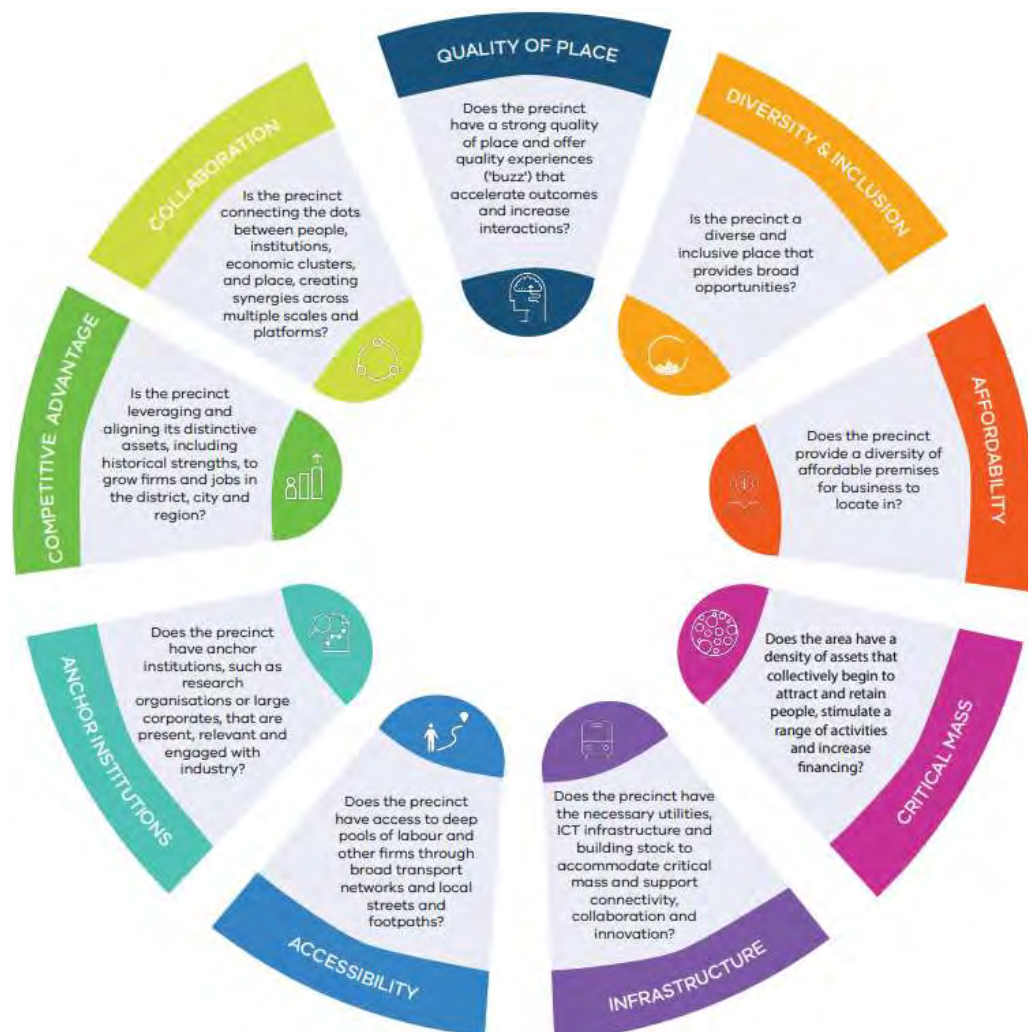 QUALITY OF PLACE
Does the precinct
have a strong quality
of place and offer
quality experiences
('buzz') that
accelerate outcomes
and increase
interactions?
DIVERSITY & INCLUSION
Is the precinct a
diverse and
inclusive place that
provides broad
opportunities?
AFFORDABILITY
Does the precinct
provide a diversity of
affordable premises
for business to
locate in?
CRITICAL MASS
Does the area have a
density of assets that
collectively begin to
attract and retain
people, stimulate a
range of activities
and increase
financing?
INFRASTRUCTURE
Does the precinct have
the necessary utilities,
ICT infrastructure and
building stock to
accommodate critical
mass and support
connectivity,
collaboration and
innovation?
ACCESSIBILITY
Does the precinct
have access to deep
pools of labour and
other firms through
broad transport
networks and local
streets and
footpaths?
ANCHOR INSTITUTIONS
Does the precinct
have anchor
institutions, such as
research
organisations or large
corporates, that are
present, relevant and
engaged with
industry?
COMPETITIVE ADVANTAGE
Is the precinct
leveraging and
aligning its distinctive
assets, including
historical strengths, to
grow firms and jobs in
the district, city and
region?
COLLABORATION
Is the precinct
connecting the dots
between people,
institutions,
economic clusters,
and place, creating
synergies across
multiple scales and
platforms?